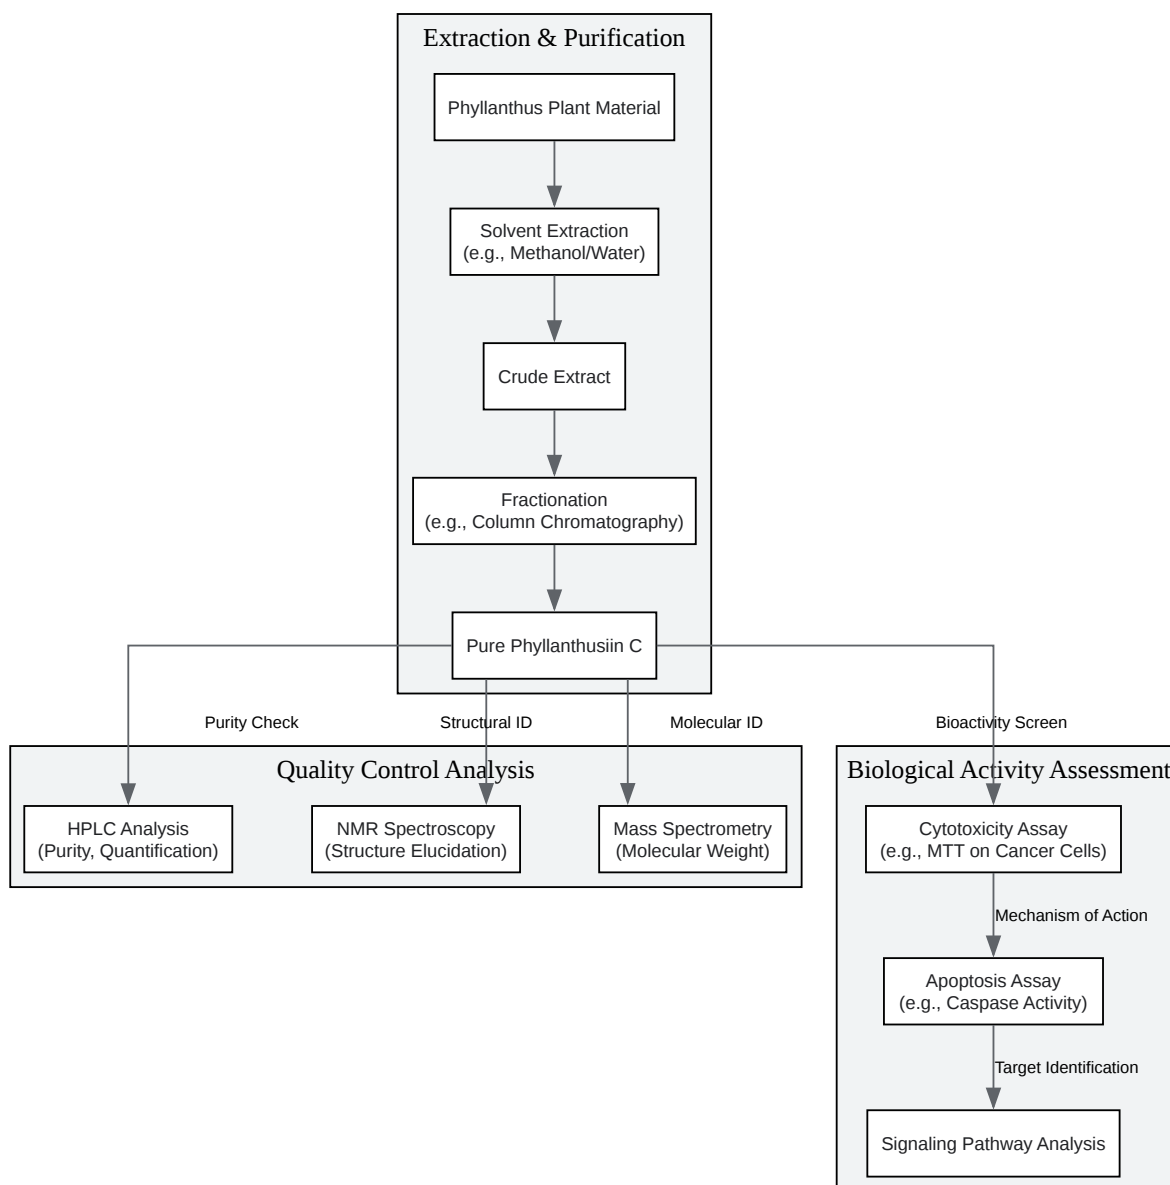 Extraction & Purification
Phyllanthus Plant Material
Solvent Extraction
(e.g., Methanol/Water)
Crude Extract
Fractionation
(e.g., Column Chromatography)
Pure Phyllanthusiin C
Purity Check
Structural ID
Molecular ID
Bioactivity Screen
Quality Control Analysis
HPLC Analysis
(Purity, Quantification)
NMR Spectroscopy
(Structure Elucidation)
Mass Spectrometry
(Molecular Weight)
Biological Activity Assessment
Cytotoxicity Assay
(e.g., MTT on Cancer Cells)
Mechanism of Action
Apoptosis Assay
(e.g., Caspase Activity)
Target Identification
Signaling Pathway Analysis